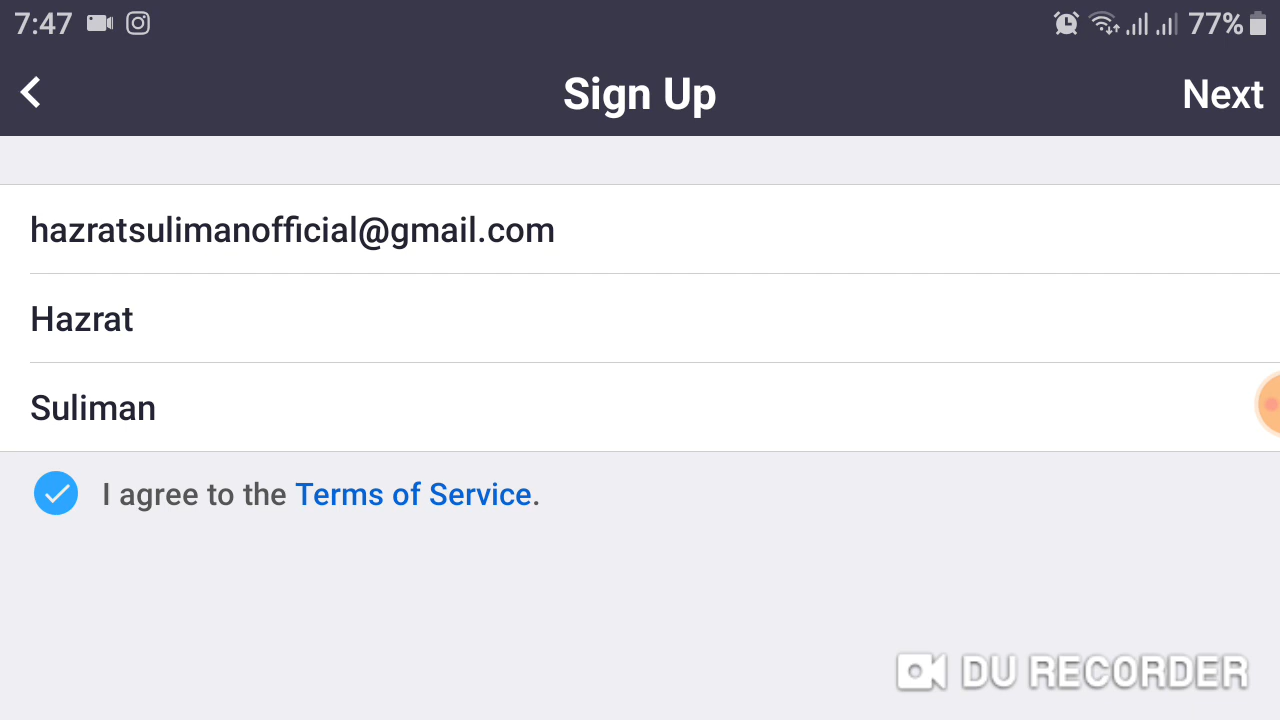 7:47 77%
Sign Up Next
hazratsulimanofficial@gmail.com
Hazrat
Suliman
I agree to the Terms of Service.
DU RECORDER